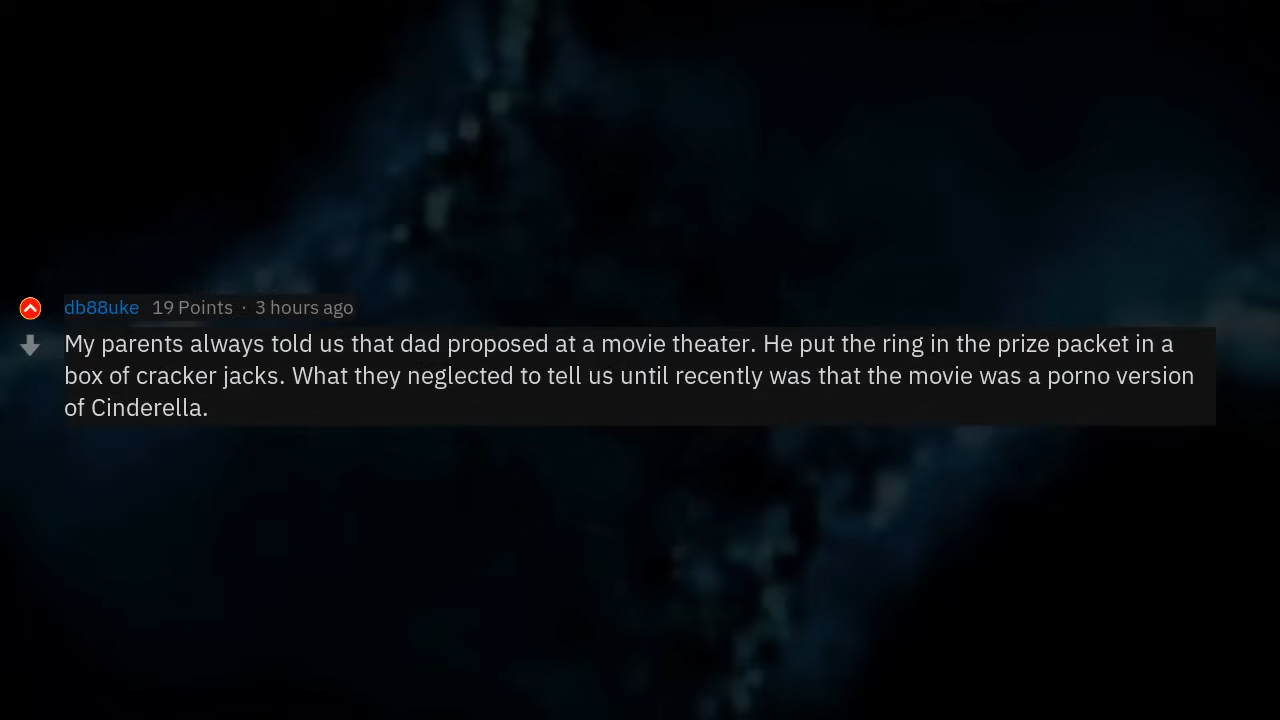 db88uke 19 Points · 3 hours ago
My parents always told us that dad proposed at a movie theater. He put the ring in the prize packet in a
box of cracker jacks. What they neglected to tell us until recently was that the movie was a porno version
of Cinderella.